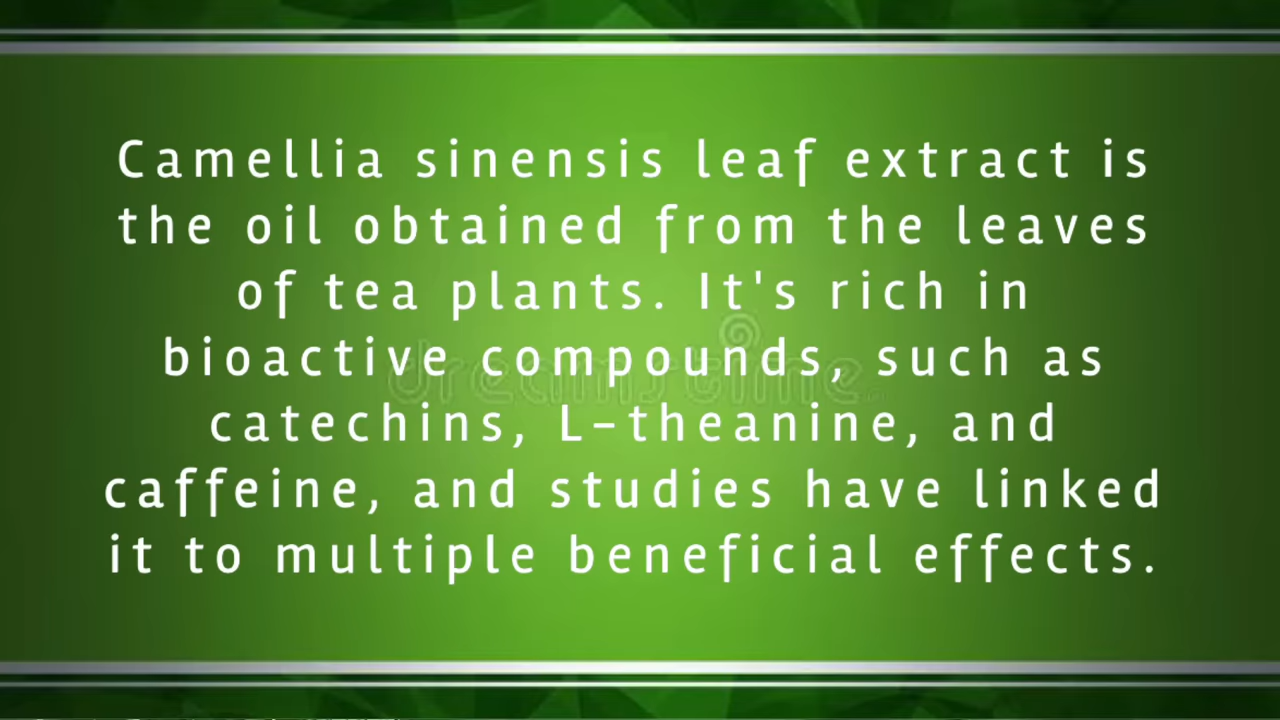 Camellia sinensis leaf extract is
the oil obtained from the leaves
of tea plants. It's rich in
bioactive compounds, such as
dreamstime
catechins, L-theanine, and
caffeine, and studies have linked
it to multiple beneficial effects.